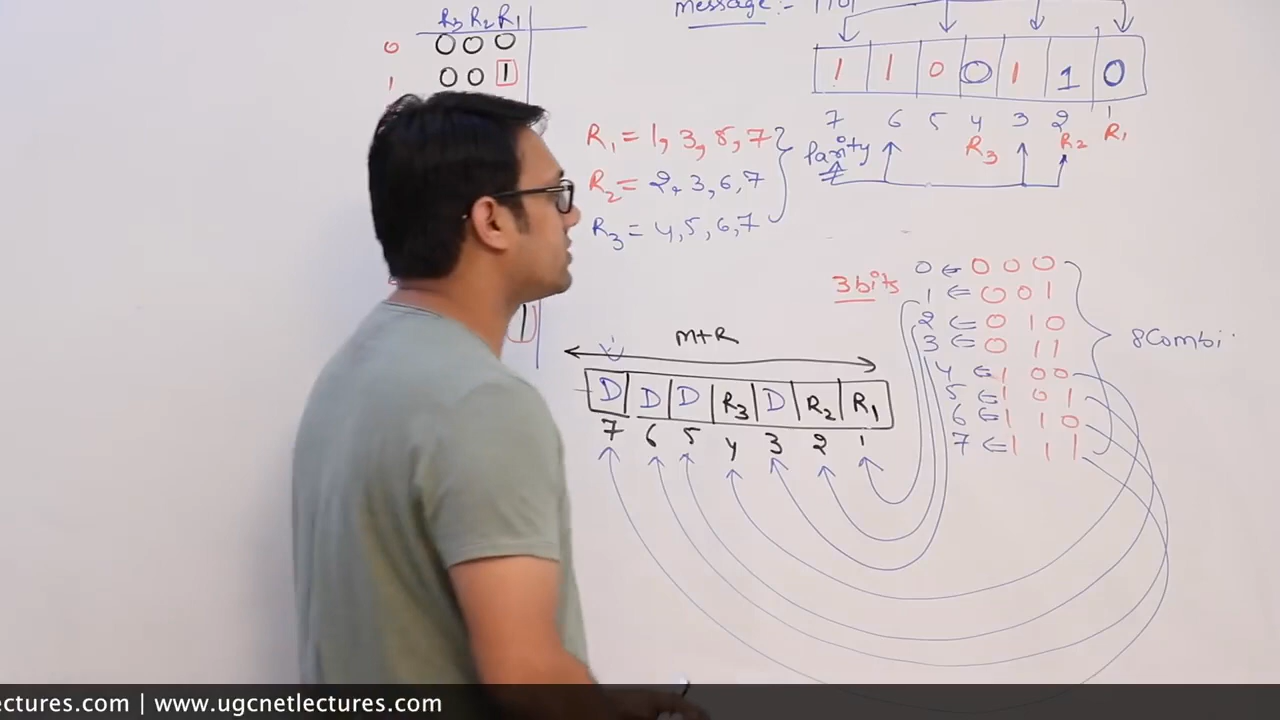 R3 R2 R1
0 0 0 0
1 0 0 1
1
R1 = 1, 3, 5, 7
R2 = 2, 3, 6, 7
R3 = 4, 5, 6, 7
Message :- 1101
1 1 0 0 1 1 0
7 6 5 4 3 2 1
Parity R3 R2 R1
3 bits
0 ⇐ 0 0 0
1 ⇐ 0 0 1
2 ⇐ 0 1 0
3 ⇐ 0 1 1
4 ⇐ 1 0 0
5 ⇐ 1 0 1
6 ⇐ 1 1 0
7 ⇐ 1 1 1
8 Combi
M+R
D D D R3 D R2 R1
7 6 5 4 3 2 1
ectures.com | www.ugcnetlectures.com